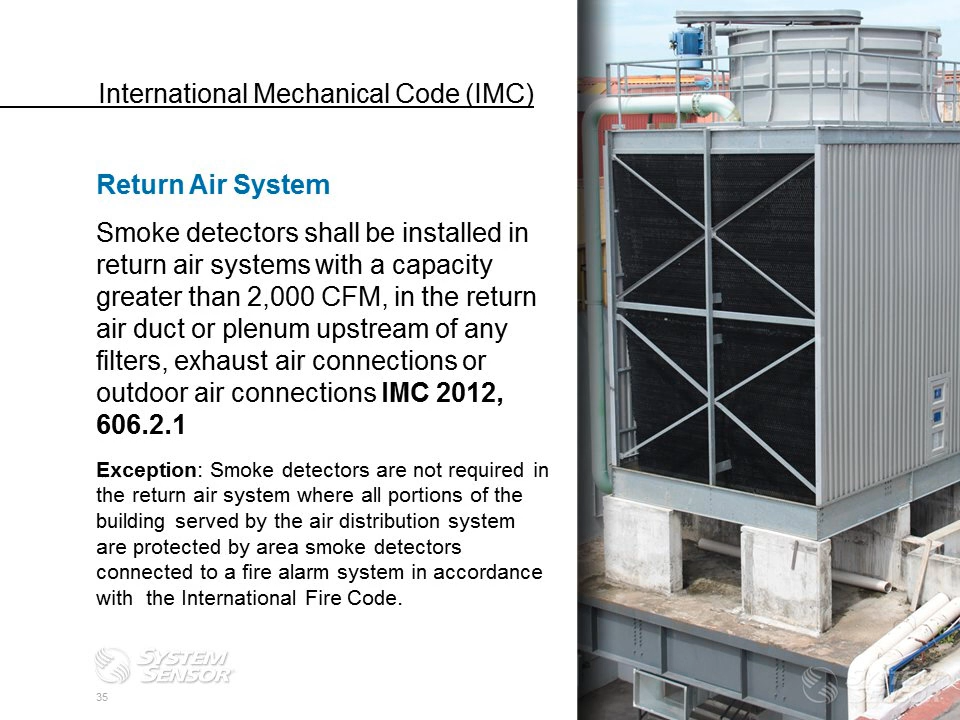 International Mechanical Code (IMC)
Return Air System
Smoke detectors shall be installed in
return air systems with a capacity
greater than 2,000 CFM, in the return
air duct or plenum upstream of any
filters, exhaust air connections or
outdoor air connections IMC 2012,
606.2.1
Exception: Smoke detectors are not required in
the return air system where all portions of the
building served by the air distribution system
are protected by area smoke detectors
connected to a fire alarm system in accordance
with the International Fire Code.
SYSTEM
SENSOR
35
SYSTEM
SENSOR